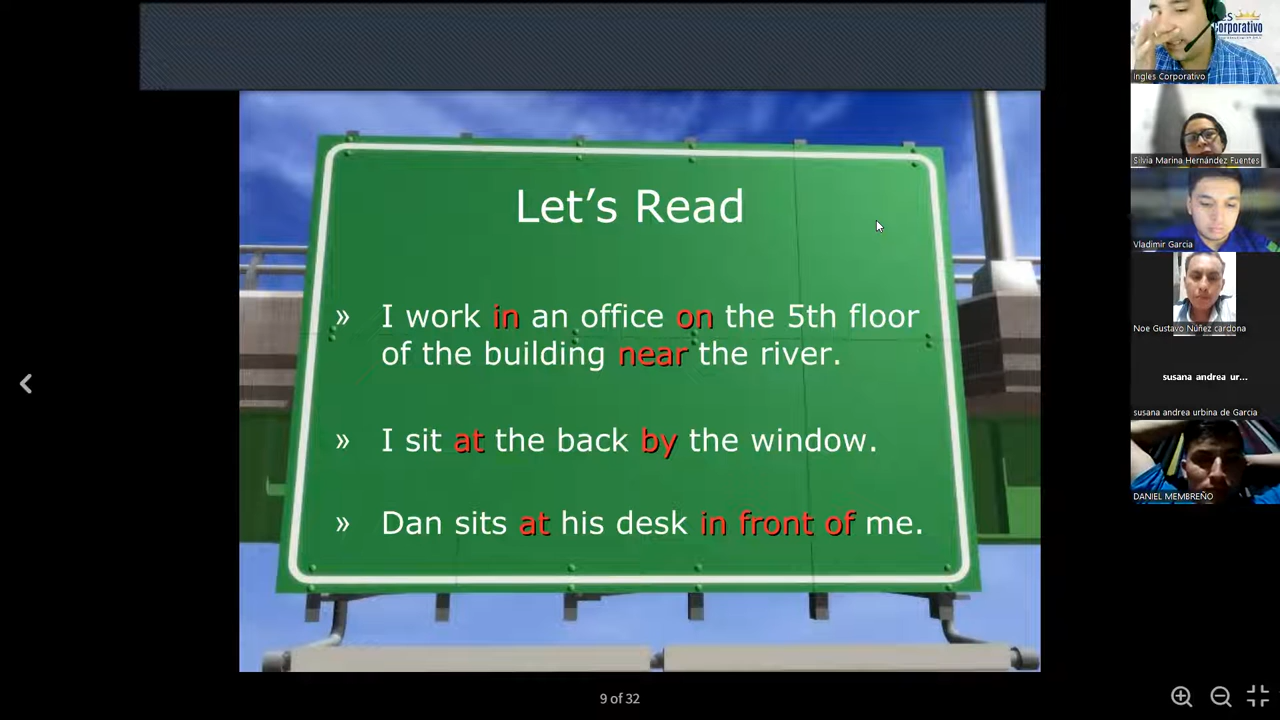 Let's Read
» I work in an office on the 5th floor
of the building near the river.
» I sit at the back by the window.
» Dan sits at his desk in front of me.
9 of 32
Corporativo
Ingles Corporativo
Silvia Marina Hernández Fuentes
Vladimir Garcia
Noe Gustavo Núñez cardona
susana andrea ur...
susana andrea urbina de Garcia
DANIEL MEMBREÑO